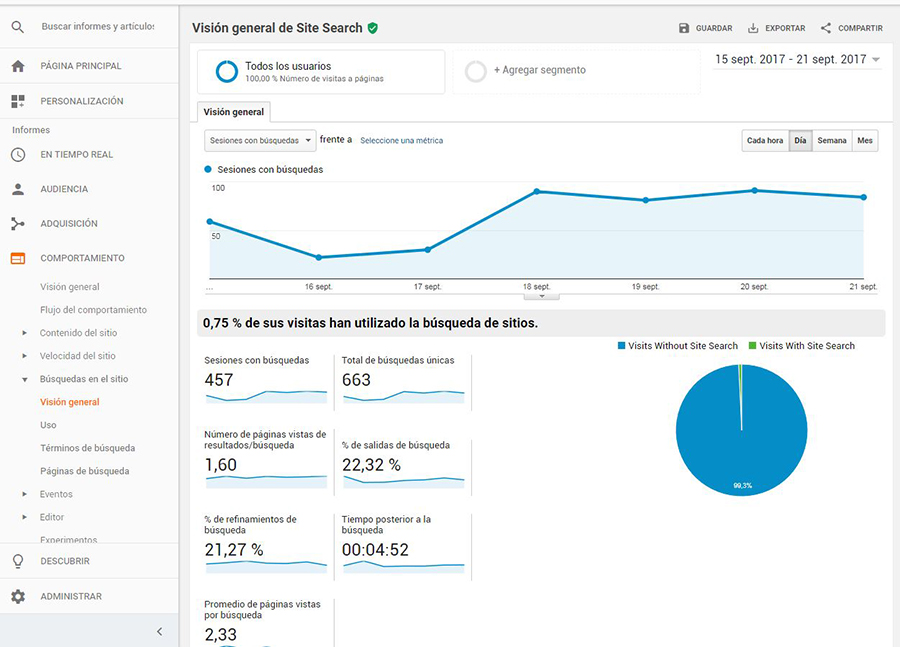 Buscar informes y artículos
PÁGINA PRINCIPAL
PERSONALIZACIÓN
Informes
EN TIEMPO REAL
AUDIENCIA
ADQUISICIÓN
COMPORTAMIENTO
Visión general
Flujo del comportamiento
Contenido del sitio
Velocidad del sitio
Búsquedas en el sitio
Visión general
Uso
Términos de búsqueda
Páginas de búsqueda
Eventos
Editor
Experimentos
DESCUBRIR
ADMINISTRAR
Visión general de Site Search
GUARDAR EXPORTAR COMPARTIR
Todos los usuarios
100,00 % Número de visitas a páginas
+ Agregar segmento
15 sept. 2017 - 21 sept. 2017
Visión general
Sesiones con búsquedas frente a Seleccione una métrica
Cada hora Día Semana Mes
Sesiones con búsquedas
100
50
... 16 sept. 17 sept. 18 sept. 19 sept. 20 sept. 21 sept.
0,75 % de sus visitas han utilizado la búsqueda de sitios.
Visits Without Site Search Visits With Site Search
99,3%
Sesiones con búsquedas
457
Total de búsquedas únicas
663
Número de páginas vistas de
resultados/búsqueda
1,60
% de salidas de búsqueda
22,32 %
% de refinamientos de
búsqueda
21,27 %
Tiempo posterior a la
búsqueda
00:04:52
Promedio de páginas vistas
por búsqueda
2,33